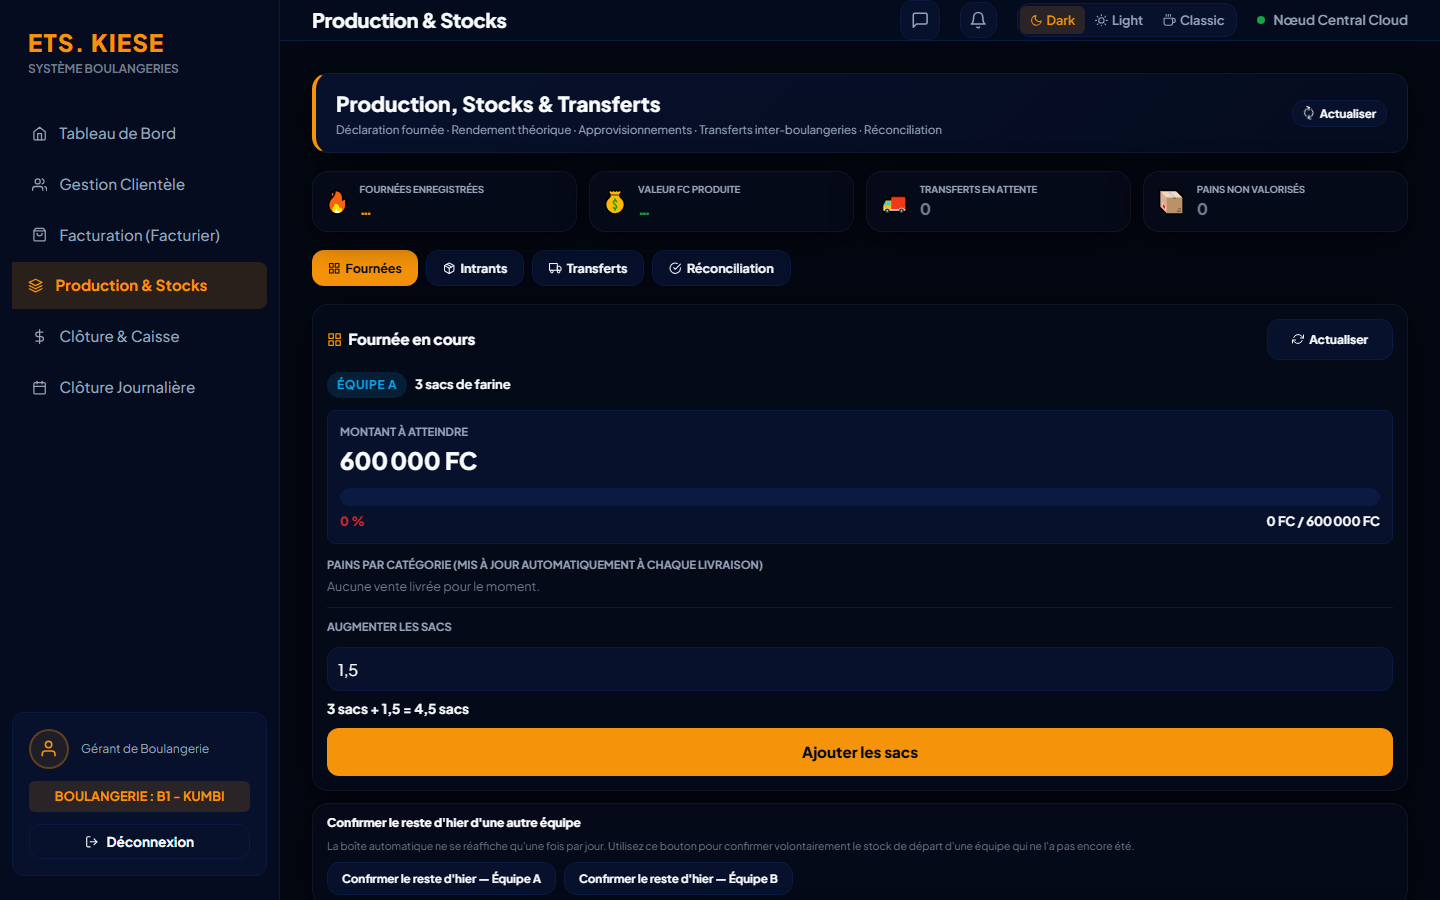 ETS. KIESE
SYSTÈME BOULANGERIES
Tableau de Bord
Gestion Clientèle
Facturation (Facturier)
Production & Stocks
Clôture & Caisse
Clôture Journalière
Gérant de Boulangerie
BOULANGERIE : B1 - KUMBI
Déconnexion
Production & Stocks
Dark
Light
Classic
Nœud Central Cloud
Production, Stocks & Transferts
Déclaration fournée · Rendement théorique · Approvisionnements · Transferts inter-boulangeries · Réconciliation
Actualiser
FOURNÉES ENREGISTRÉES
...
VALEUR FC PRODUITE
...
TRANSFERTS EN ATTENTE
0
PAINS NON VALORISÉS
0
Fournées
Intrants
Transferts
Réconciliation
Fournée en cours
Actualiser
ÉQUIPE A 3 sacs de farine
MONTANT À ATTEINDRE
600 000 FC
0 % 0 FC / 600 000 FC
PAINS PAR CATÉGORIE (MIS À JOUR AUTOMATIQUEMENT À CHAQUE LIVRAISON)
Aucune vente livrée pour le moment.
AUGMENTER LES SACS
1,5
3 sacs + 1,5 = 4,5 sacs
Ajouter les sacs
Confirmer le reste d'hier d'une autre équipe
La boîte automatique ne se réaffiche qu'une fois par jour. Utilisez ce bouton pour confirmer volontairement le stock de départ d'une équipe qui ne l'a pas encore été.
Confirmer le reste d'hier — Équipe A
Confirmer le reste d'hier — Équipe B